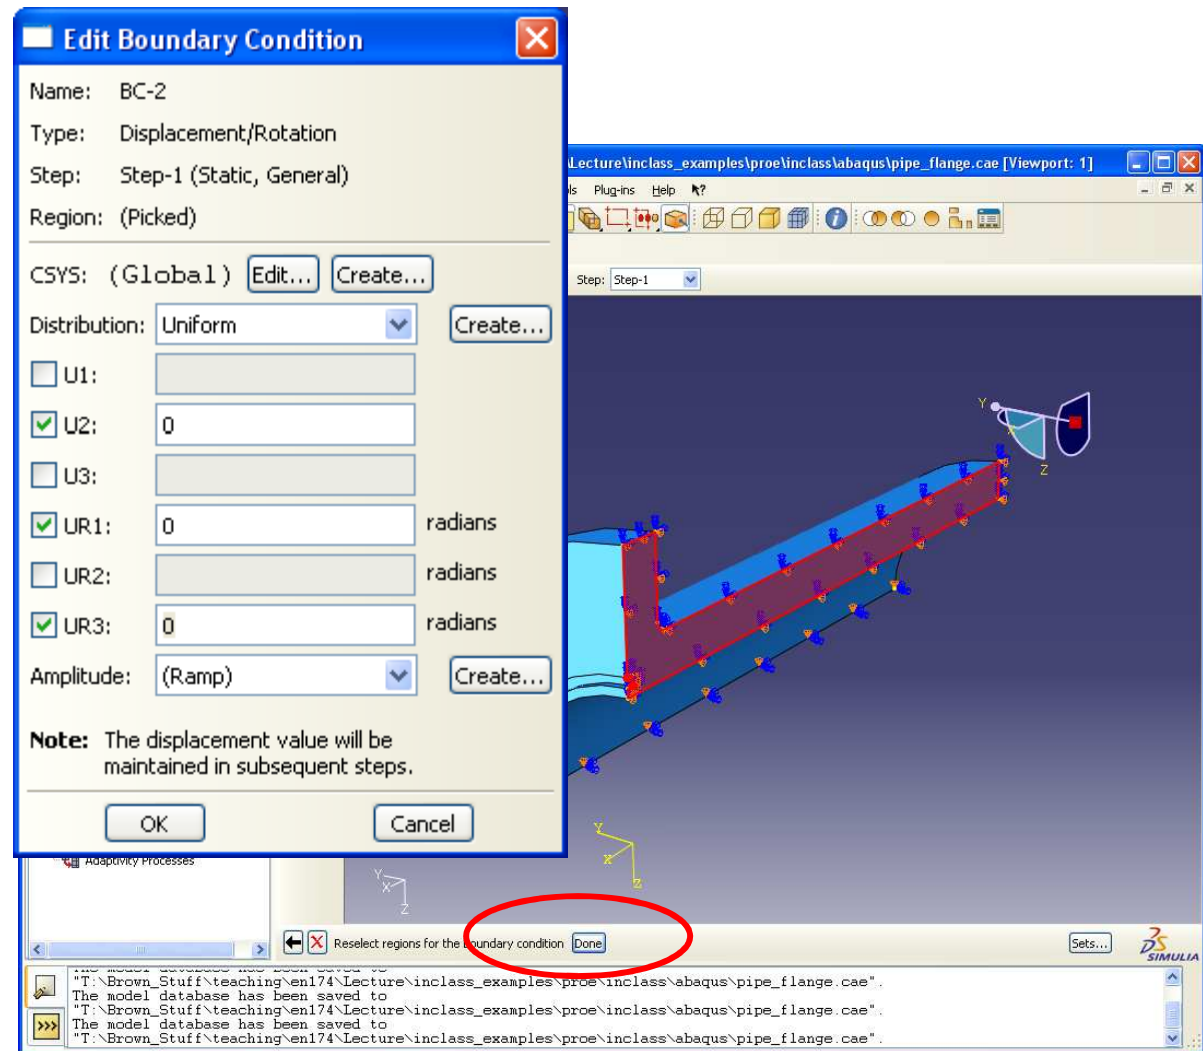 Edit Boundary Condition
Name: BC-2
Type: Displacement/Rotation
Step: Step-1 (Static, General)
Region: (Picked)
CSYS: (Global) Edit... Create...
Distribution: Uniform Create...
U1:
U2: 0
U3:
UR1: 0 radians
UR2: radians
UR3: 0 radians
Amplitude: (Ramp) Create...
Note: The displacement value will be
maintained in subsequent steps.
OK Cancel
Lecture\inclass_examples\proe\inclass\abaqus\pipe_flange.cae [Viewport: 1]
Plug-ins Help
Step: Step-1
Y
X
Z
Y
X
Z
Y
X
Z
Adaptivity Processes
Reselect regions for the boundary condition Done Sets...
SIMULIA
"T:\Brown_Stuff\teaching\en174\Lecture\inclass_examples\proe\inclass\abaqus\pipe_flange.cae".
The model database has been saved to
"T:\Brown_Stuff\teaching\en174\Lecture\inclass_examples\proe\inclass\abaqus\pipe_flange.cae".
The model database has been saved to
"T:\Brown_Stuff\teaching\en174\Lecture\inclass_examples\proe\inclass\abaqus\pipe_flange.cae".